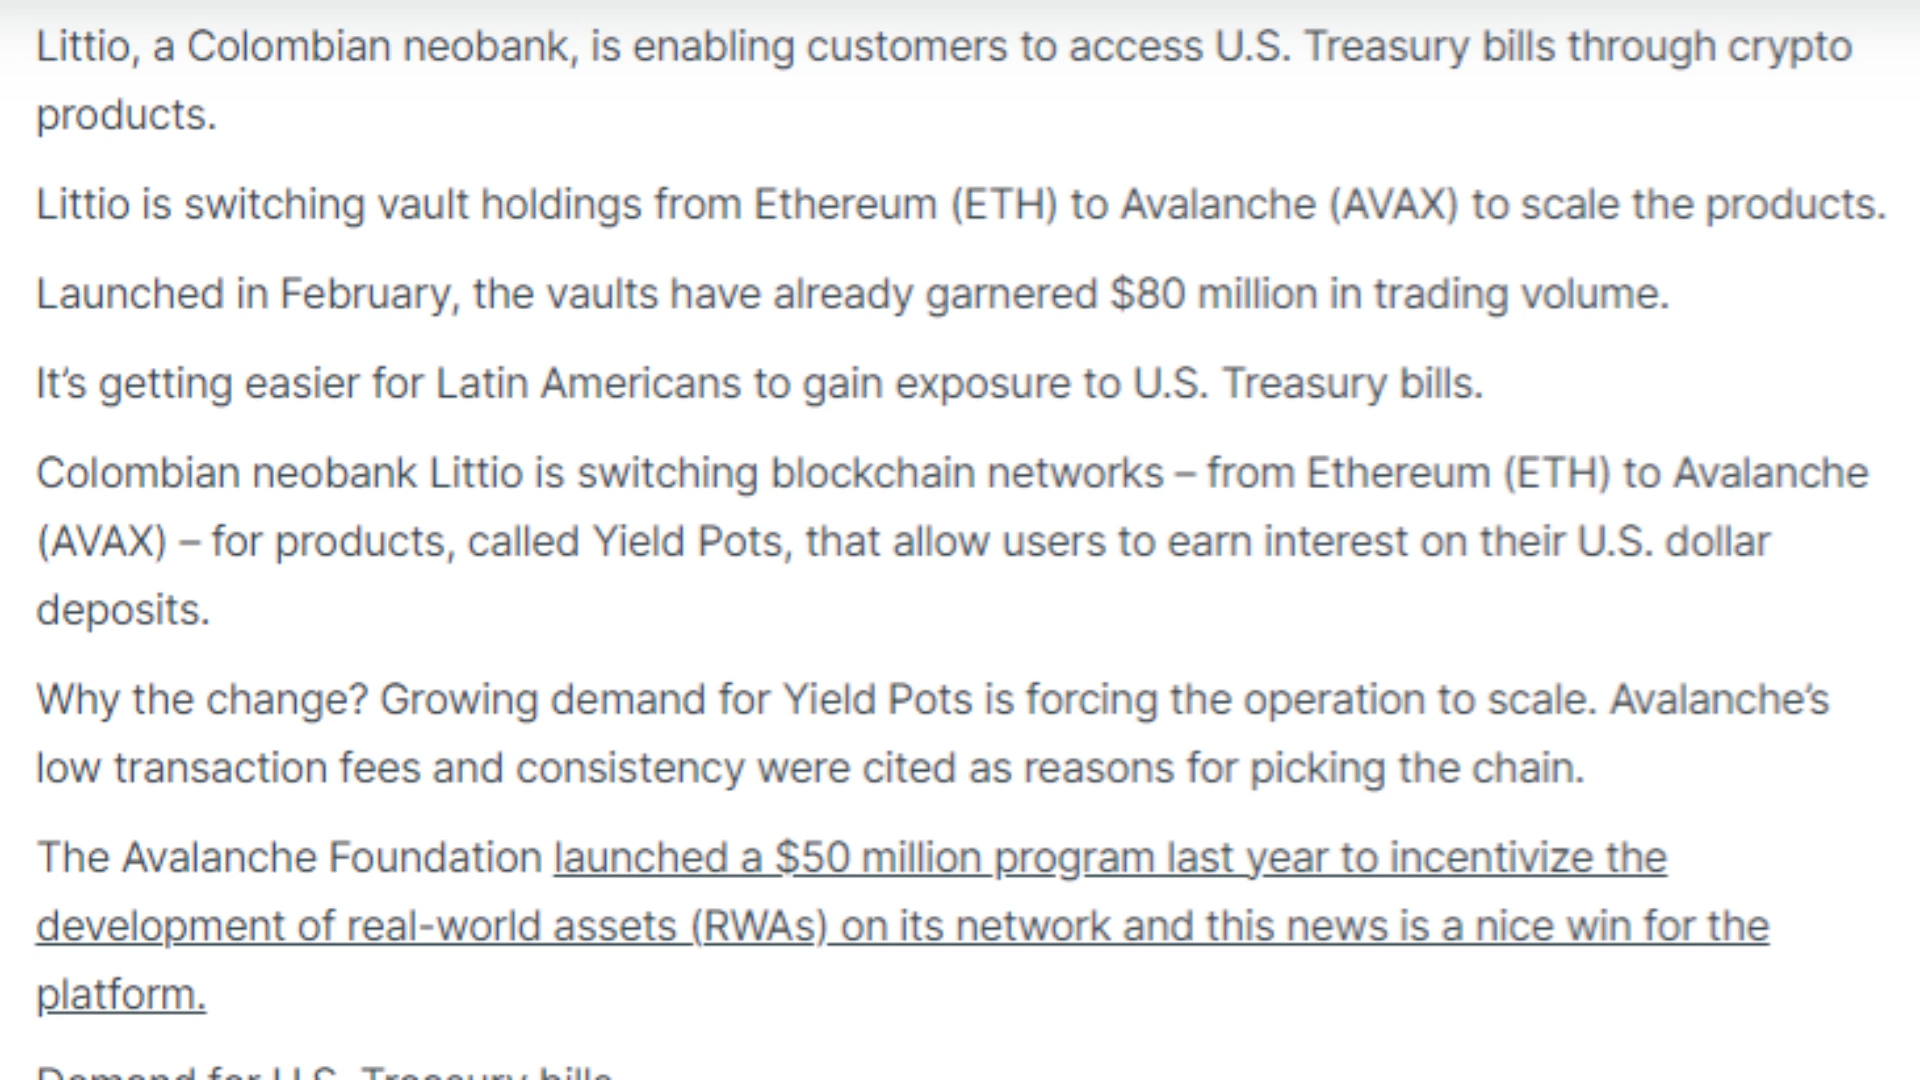 Littio, a Colombian neobank, is enabling customers to access U.S. Treasury bills through crypto
products.
Littio is switching vault holdings from Ethereum (ETH) to Avalanche (AVAX) to scale the products.
Launched in February, the vaults have already garnered $80 million in trading volume.
It’s getting easier for Latin Americans to gain exposure to U.S. Treasury bills.
Colombian neobank Littio is switching blockchain networks – from Ethereum (ETH) to Avalanche
(AVAX) – for products, called Yield Pots, that allow users to earn interest on their U.S. dollar
deposits.
Why the change? Growing demand for Yield Pots is forcing the operation to scale. Avalanche’s
low transaction fees and consistency were cited as reasons for picking the chain.
The Avalanche Foundation launched a $50 million program last year to incentivize the
development of real-world assets (RWAs) on its network and this news is a nice win for the
platform.
Demand for U.S. Treasury bills